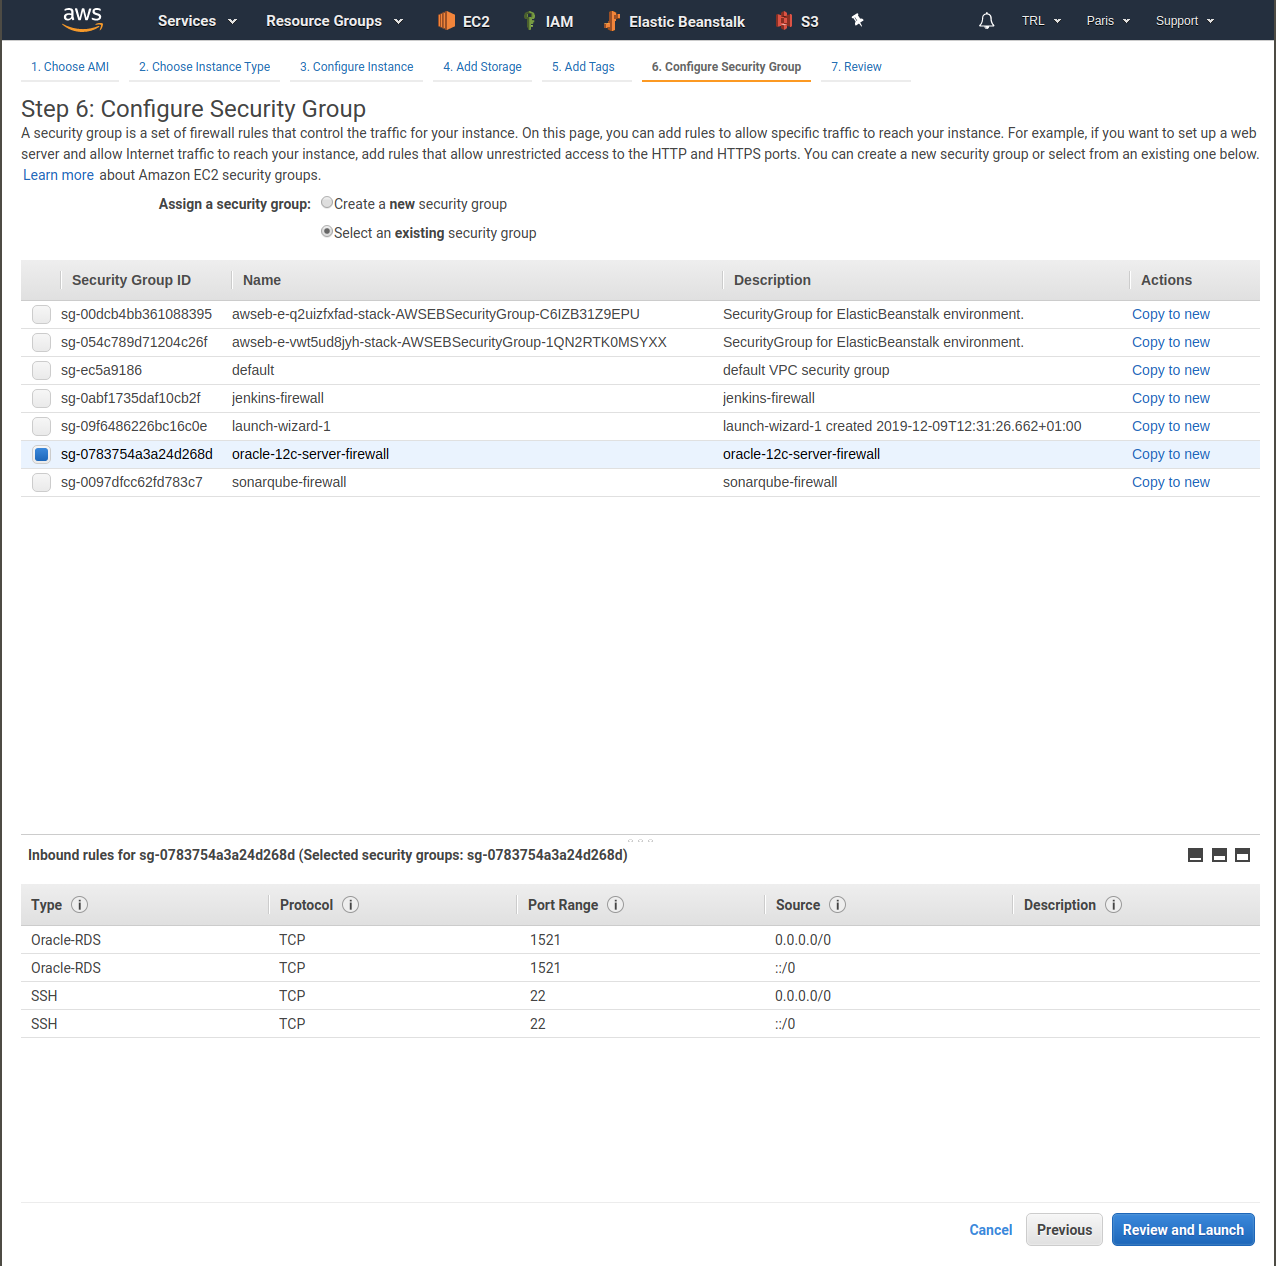 aws Services Resource Groups EC2 IAM Elastic Beanstalk S3 TRL Paris Support
1. Choose AMI 2. Choose Instance Type 3. Configure Instance 4. Add Storage 5. Add Tags 6. Configure Security Group 7. Review
Step 6: Configure Security Group
A security group is a set of firewall rules that control the traffic for your instance. On this page, you can add rules to allow specific traffic to reach your instance. For example, if you want to set up a web
server and allow Internet traffic to reach your instance, add rules that allow unrestricted access to the HTTP and HTTPS ports. You can create a new security group or select from an existing one below.
Learn more about Amazon EC2 security groups.
Assign a security group: Create a new security group
Select an existing security group
Security Group ID Name Description Actions
sg-00dcb4bb361088395 awseb-e-q2uizfxfad-stack-AWSEBSecurityGroup-C6IZB31Z9EPU SecurityGroup for ElasticBeanstalk environment. Copy to new
sg-054c789d71204c26f awseb-e-vwt5ud8jyh-stack-AWSEBSecurityGroup-1QN2RTK0MSYXX SecurityGroup for ElasticBeanstalk environment. Copy to new
sg-ec5a9186 default default VPC security group Copy to new
sg-0abf1735daf10cb2f jenkins-firewall jenkins-firewall Copy to new
sg-09f6486226bc16c0e launch-wizard-1 launch-wizard-1 created 2019-12-09T12:31:26.662+01:00 Copy to new
sg-0783754a3a24d268d oracle-12c-server-firewall oracle-12c-server-firewall Copy to new
sg-0097dfcc62fd783c7 sonarqube-firewall sonarqube-firewall Copy to new
Inbound rules for sg-0783754a3a24d268d (Selected security groups: sg-0783754a3a24d268d)
Type i Protocol i Port Range i Source i Description i
Oracle-RDS TCP 1521 0.0.0.0/0
Oracle-RDS TCP 1521 ::/0
SSH TCP 22 0.0.0.0/0
SSH TCP 22 ::/0
Cancel Previous Review and Launch